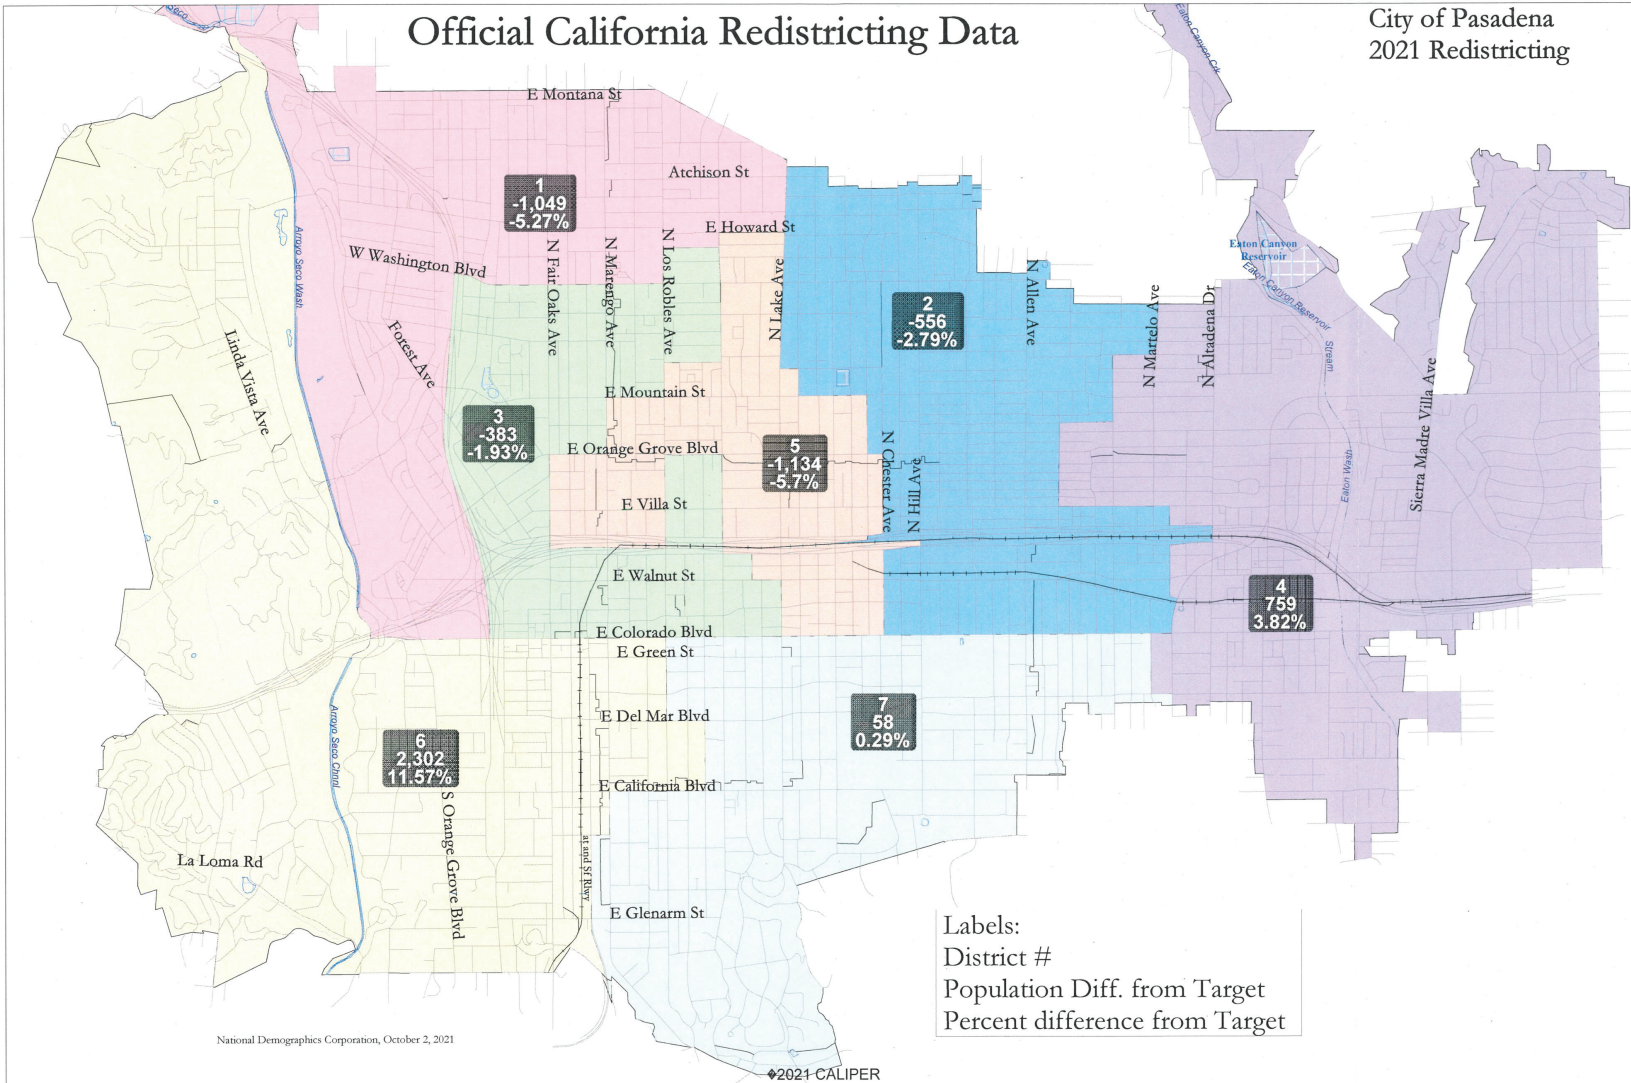 Official California Redistricting Data
City of Pasadena
2021 Redistricting
Seco
Eaton Canyon Crk
E Montana St
Atchison St
1
-1,049
-5.27%
E Howard St
W Washington Blvd
N Fair Oaks Ave
N Marengo Ave
N Los Robles Ave
N Lake Ave
Arroyo Seco Wash
Eaton Canyon
Reservoir
Eaton Canyon Reservoir
Stream
N Allen Ave
N Martelo Ave
N Altadena Dr
2
-556
-2.79%
Linda Vista Ave
Forest Ave
Sierra Madre Villa Ave
E Mountain St
3
-383
-1.93%
E Orange Grove Blvd
5
-1,134
-5.7%
N Chester Ave
N Hill Ave
Eaton Wash
E Villa St
E Walnut St
4
759
3.82%
E Colorado Blvd
E Green St
Arroyo Seco Chnnl
E Del Mar Blvd
7
58
0.29%
6
2,302
11.57%
E California Blvd
S Orange Grove Blvd
at and Sf Rlwy
La Loma Rd
E Glenarm St
Labels:
District #
Population Diff. from Target
Percent difference from Target
National Demographics Corporation, October 2, 2021
�2021 CALIPER